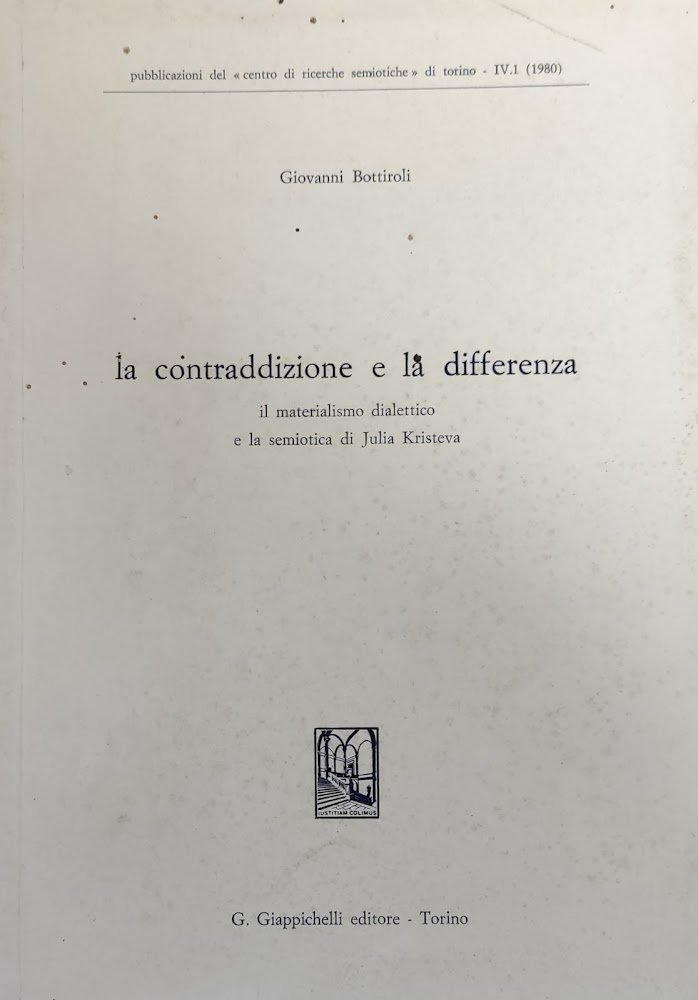 pubblicazioni del « centro di ricerche semiotiche » di torino - IV.1 (1980)
Giovanni Bottiroli
la contraddizione e la differenza
il materialismo dialettico
e la semiotica di Julia Kristeva
IUSTITIAM COLIMUS
G. Giappichelli editore - Torino